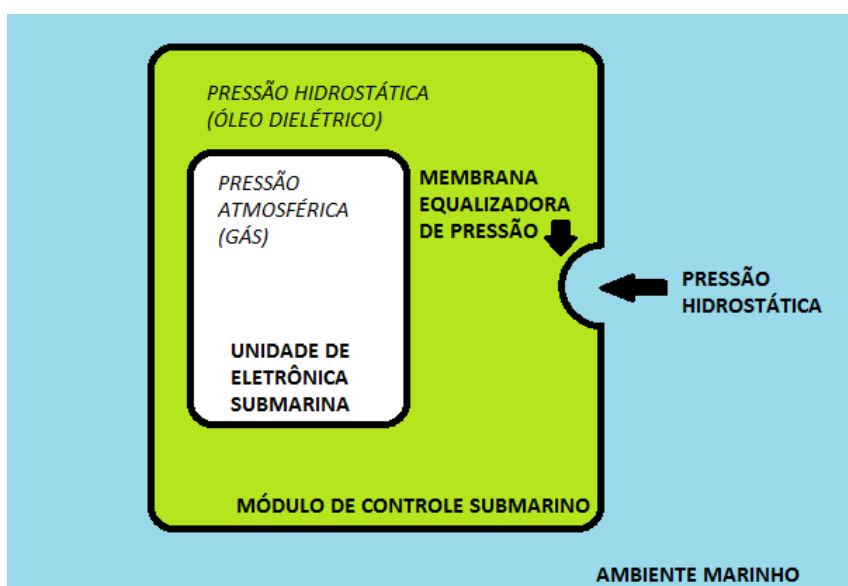 PRESSÃO HIDROSTÁTICA
(ÓLEO DIELÉTRICO)
PRESSÃO
ATMOSFÉRICA
(GÁS)
MEMBRANA
EQUALIZADORA
DE PRESSÃO
PRESSÃO
HIDROSTÁTICA
UNIDADE DE
ELETRÔNICA
SUBMARINA
MÓDULO DE CONTROLE SUBMARINO
AMBIENTE MARINHO